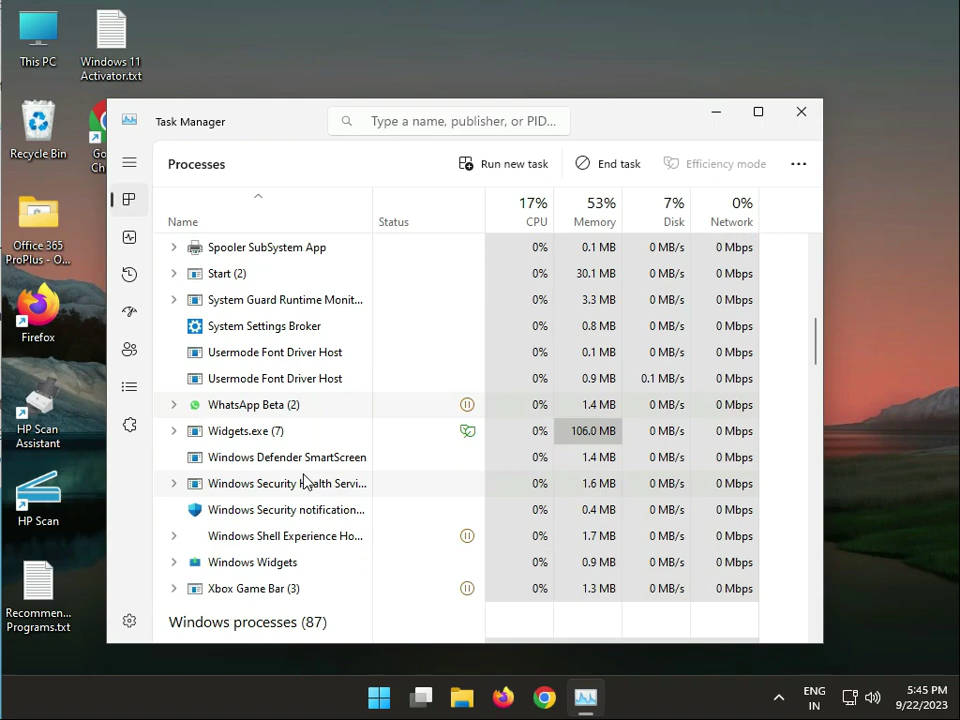 This PC
Windows 11
Activator.txt
Recycle Bin
Go
Ch
Office 365
ProPlus - O...
Firefox
HP Scan
Assistant
HP Scan
Recommen...
Programs.txt
Task Manager
Type a name, publisher, or PID...
Processes
Run new task
End task
Efficiency mode
17% 53% 7% 0%
Name Status CPU Memory Disk Network
Spooler SubSystem App 0% 0.1 MB 0 MB/s 0 Mbps
Start (2) 0% 30.1 MB 0 MB/s 0 Mbps
System Guard Runtime Monit... 0% 3.3 MB 0 MB/s 0 Mbps
System Settings Broker 0% 0.8 MB 0 MB/s 0 Mbps
Usermode Font Driver Host 0% 0.1 MB 0 MB/s 0 Mbps
Usermode Font Driver Host 0% 0.9 MB 0.1 MB/s 0 Mbps
WhatsApp Beta (2) 0% 1.4 MB 0 MB/s 0 Mbps
Widgets.exe (7) 0% 106.0 MB 0 MB/s 0 Mbps
Windows Defender SmartScreen 0% 1.4 MB 0 MB/s 0 Mbps
Windows Security Health Servi... 0% 1.6 MB 0 MB/s 0 Mbps
Windows Security notification... 0% 0.4 MB 0 MB/s 0 Mbps
Windows Shell Experience Ho... 0% 1.7 MB 0 MB/s 0 Mbps
Windows Widgets 0% 0.9 MB 0 MB/s 0 Mbps
Xbox Game Bar (3) 0% 1.3 MB 0 MB/s 0 Mbps
Windows processes (87)
ENG
IN
5:45 PM
9/22/2023